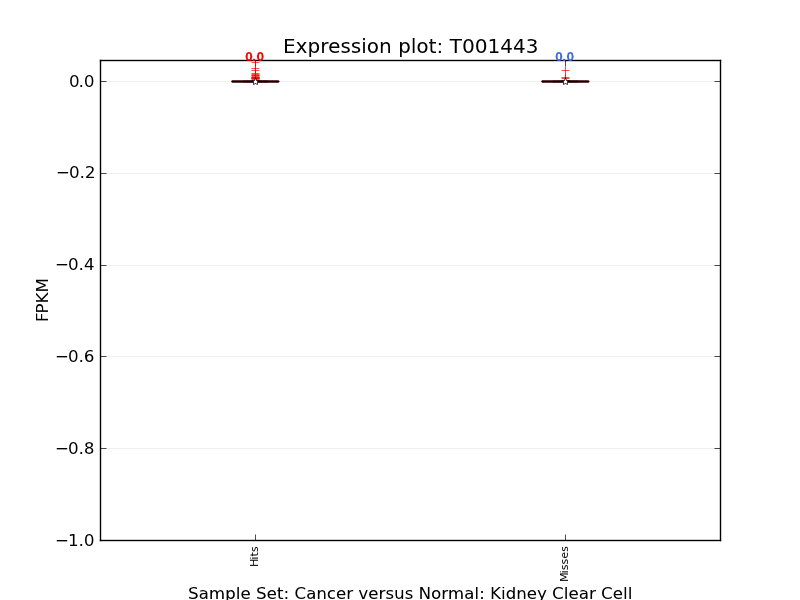 Expression plot: T001443
0.0 0.0
0.0
−0.2
−0.4
−0.6
−0.8
−1.0
FPKM
Hits
Misses
Sample Set: Cancer versus Normal: Kidney Clear Cell